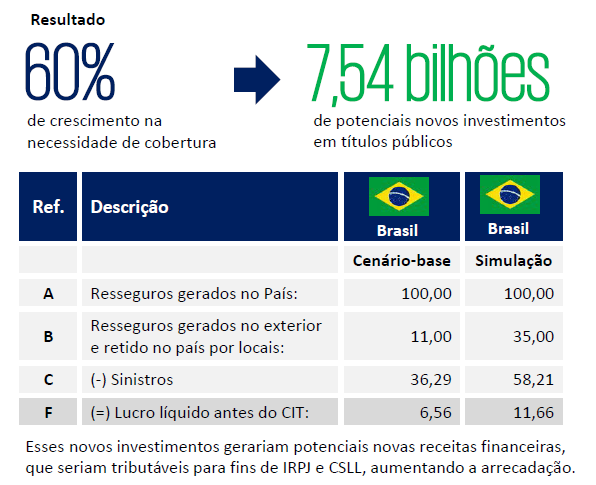 Resultado
60%
7,54 bilhões
de crescimento na
necessidade de cobertura
de potenciais novos investimentos
em títulos públicos
Ref. Descrição Brasil Brasil
Cenário-base Simulação
A Resseguros gerados no País: 100,00 100,00
B Resseguros gerados no exterior
e retido no país por locais: 11,00 35,00
C (-) Sinistros 36,29 58,21
F (=) Lucro líquido antes do CIT: 6,56 11,66
Esses novos investimentos gerariam potenciais novas receitas financeiras,
que seriam tributáveis para fins de IRPJ e CSLL, aumentando a arrecadação.